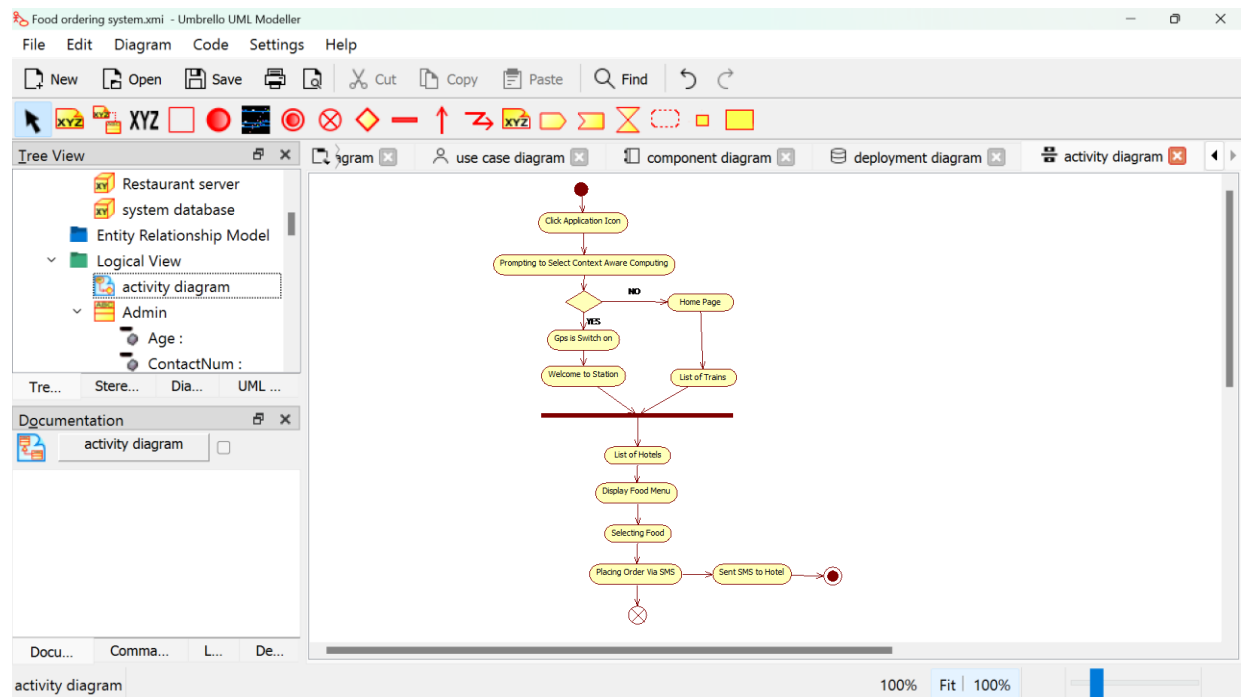 Food ordering system.xmi - Umbrello UML Modeller
File Edit Diagram Code Settings Help
New Open Save Cut Copy Paste Find
XYZ XYZ XYZ XYZ
Tree View
agram use case diagram component diagram deployment diagram activity diagram
Restaurant server
system database
Entity Relationship Model
Logical View
activity diagram
Admin
Age :
ContactNum :
Tre... Stere... Dia... UML ...
Documentation
activity diagram
Docu... Comma... L... De...
Click Application Icon
Prompting to Select Context Aware Computing
NO
Home Page
YES
Gps is Switch on
Welcome to Station
List of Trains
List of Hotels
Display Food Menu
Selecting Food
Placing Order Via SMS
Sent SMS to Hotel
activity diagram 100% Fit 100%